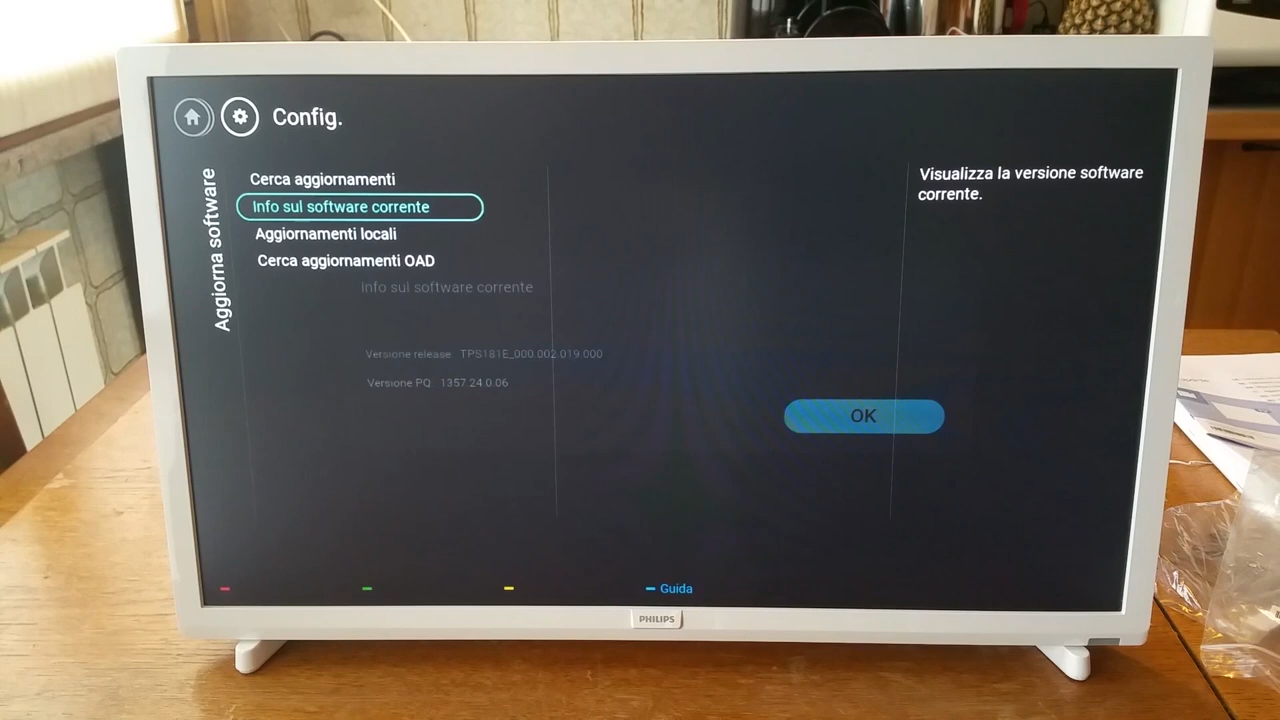 Config.
Aggiorna software
Cerca aggiornamenti
Info sul software corrente
Aggiornamenti locali
Cerca aggiornamenti OAD
Info sul software corrente
Versione release TPS181E_000.002.019.000
Versione PQ 1357.24.0.06
OK
Visualizza la versione software
corrente.
Guida
PHILIPS